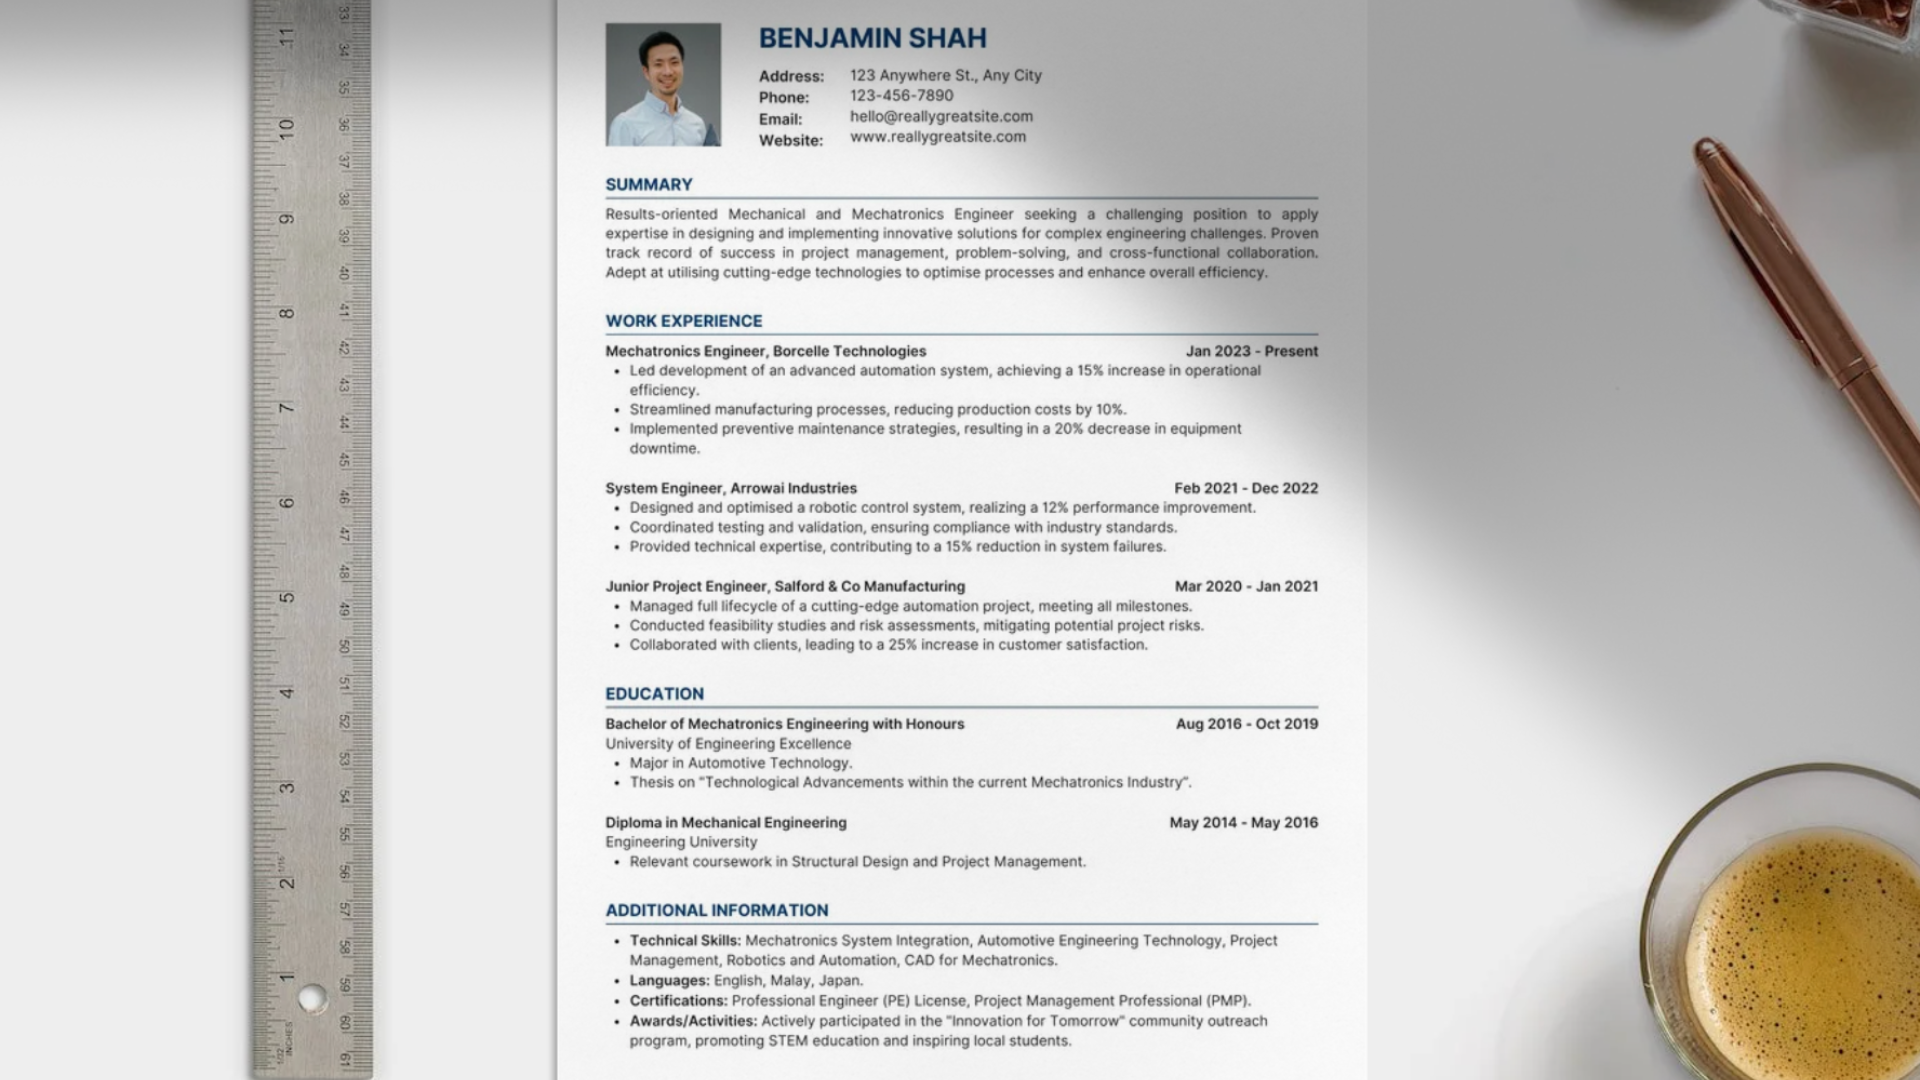 BENJAMIN SHAH
Address: 123 Anywhere St., Any City
Phone: 123-456-7890
Email: hello@reallygreatsite.com
Website: www.reallygreatsite.com
SUMMARY
Results-oriented Mechanical and Mechatronics Engineer seeking a challenging position to apply
expertise in designing and implementing innovative solutions for complex engineering challenges. Proven
track record of success in project management, problem-solving, and cross-functional collaboration.
Adept at utilising cutting-edge technologies to optimise processes and enhance overall efficiency.
WORK EXPERIENCE
Mechatronics Engineer, Borcelle Technologies Jan 2023 - Present
• Led development of an advanced automation system, achieving a 15% increase in operational
efficiency.
• Streamlined manufacturing processes, reducing production costs by 10%.
• Implemented preventive maintenance strategies, resulting in a 20% decrease in equipment
downtime.
System Engineer, Arrowai Industries Feb 2021 - Dec 2022
• Designed and optimised a robotic control system, realizing a 12% performance improvement.
• Coordinated testing and validation, ensuring compliance with industry standards.
• Provided technical expertise, contributing to a 15% reduction in system failures.
Junior Project Engineer, Salford & Co Manufacturing Mar 2020 - Jan 2021
• Managed full lifecycle of a cutting-edge automation project, meeting all milestones.
• Conducted feasibility studies and risk assessments, mitigating potential project risks.
• Collaborated with clients, leading to a 25% increase in customer satisfaction.
EDUCATION
Bachelor of Mechatronics Engineering with Honours Aug 2016 - Oct 2019
University of Engineering Excellence
• Major in Automotive Technology.
• Thesis on "Technological Advancements within the current Mechatronics Industry".
Diploma in Mechanical Engineering May 2014 - May 2016
Engineering University
• Relevant coursework in Structural Design and Project Management.
ADDITIONAL INFORMATION
• Technical Skills: Mechatronics System Integration, Automotive Engineering Technology, Project
Management, Robotics and Automation, CAD for Mechatronics.
• Languages: English, Malay, Japan.
• Certifications: Professional Engineer (PE) License, Project Management Professional (PMP).
• Awards/Activities: Actively participated in the "Innovation for Tomorrow" community outreach
program, promoting STEM education and inspiring local students.
1 2 3 4 5 6 7 8 9 10 11
33 34 35 36 37 38 39 40 41 42 43 44 45 46 47 48 49 50 51 52 53 54 55 56 57 58 59 60 61
1/16
1/32
INCHES